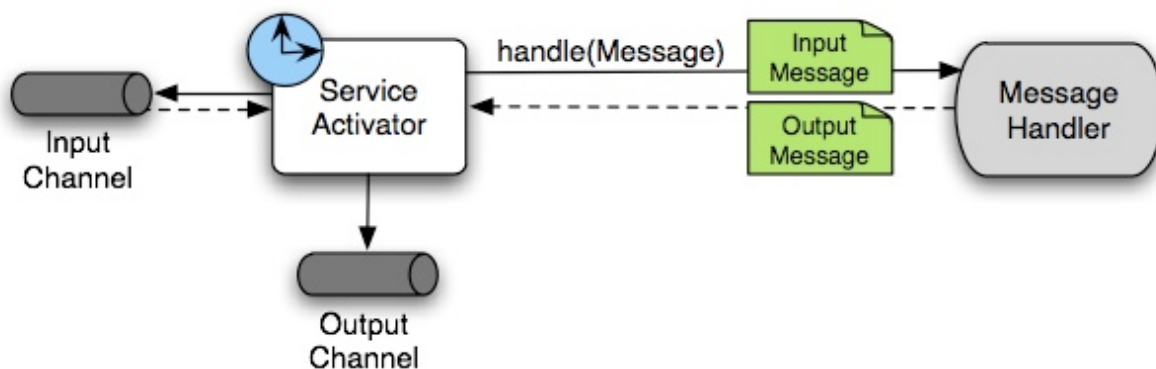 Input
Channel
Service
Activator
handle(Message)
Input
Message
Output
Message
Message
Handler
Output
Channel